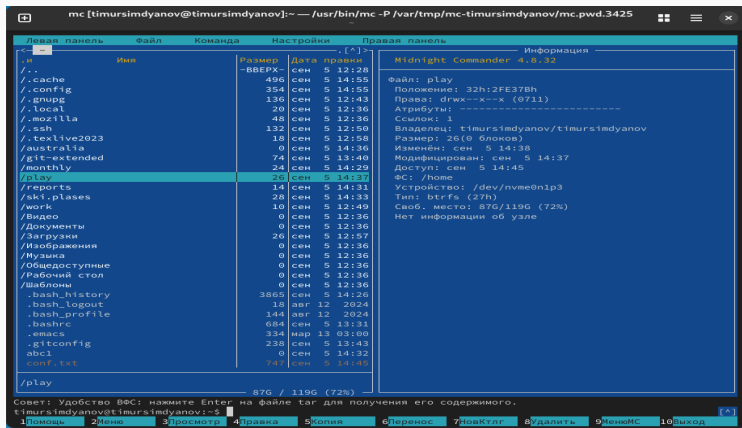 mc [timursimdyanov@timursimdyanov]:~ — /usr/bin/mc -P /var/tmp/mc-timursimdyanov/mc.pwd.3425
~
Левая панель Файл Команда Настройки Правая панель
<— ~ .[^]>
.и Имя Размер Дата правки
/.. -ВВЕРХ- сен 5 12:28
/.cache 496 сен 5 14:55
/.config 354 сен 5 14:55
/.gnupg 136 сен 5 12:43
/.local 20 сен 5 12:36
/.mozilla 48 сен 5 12:36
/.ssh 132 сен 5 12:50
/.texlive2023 18 сен 5 12:58
/australia 0 сен 5 14:36
/git-extended 74 сен 5 13:40
/monthly 24 сен 5 14:29
/play 26 сен 5 14:37
/reports 14 сен 5 14:31
/ski.plases 28 сен 5 14:33
/work 10 сен 5 12:49
/Видео 0 сен 5 12:36
/Документы 0 сен 5 12:36
/Загрузки 26 сен 5 12:57
/Изображения 0 сен 5 12:36
/Музыка 0 сен 5 12:36
/Общедоступные 0 сен 5 12:36
/Рабочий стол 0 сен 5 12:36
/Шаблоны 0 сен 5 12:36
.bash_history 3865 сен 5 14:26
.bash_logout 18 авг 12 2024
.bash_profile 144 авг 12 2024
.bashrc 684 сен 5 13:31
.emacs 334 мар 13 03:00
.gitconfig 238 сен 5 13:43
abc1 0 сен 5 14:32
conf.txt 747 сен 5 14:45
/play
87G / 119G (72%)
Информация
Midnight Commander 4.8.32
Файл: play
Положение: 32h:2FE37Bh
Права: drwx--x--x (0711)
Атрибуты: -------------------------
Ссылок: 1
Владелец: timursimdyanov/timursimdyanov
Размер: 26(0 блоков)
Изменён: сен 5 14:38
Модифицирован: сен 5 14:37
Доступ: сен 5 14:45
ФС: /home
Устройство: /dev/nvme0n1p3
Тип: btrfs (27h)
Своб. место: 87G/119G (72%)
Нет информации об узле
Совет: Удобство ВФС: нажмите Enter на файле tar для получения его содержимого.
timursimdyanov@timursimdyanov:~$ [^]
1Помощь 2Меню 3Просмотр 4Правка 5Копия 6Перенос 7НовКтлг 8Удалить 9МенюMC 10Выход